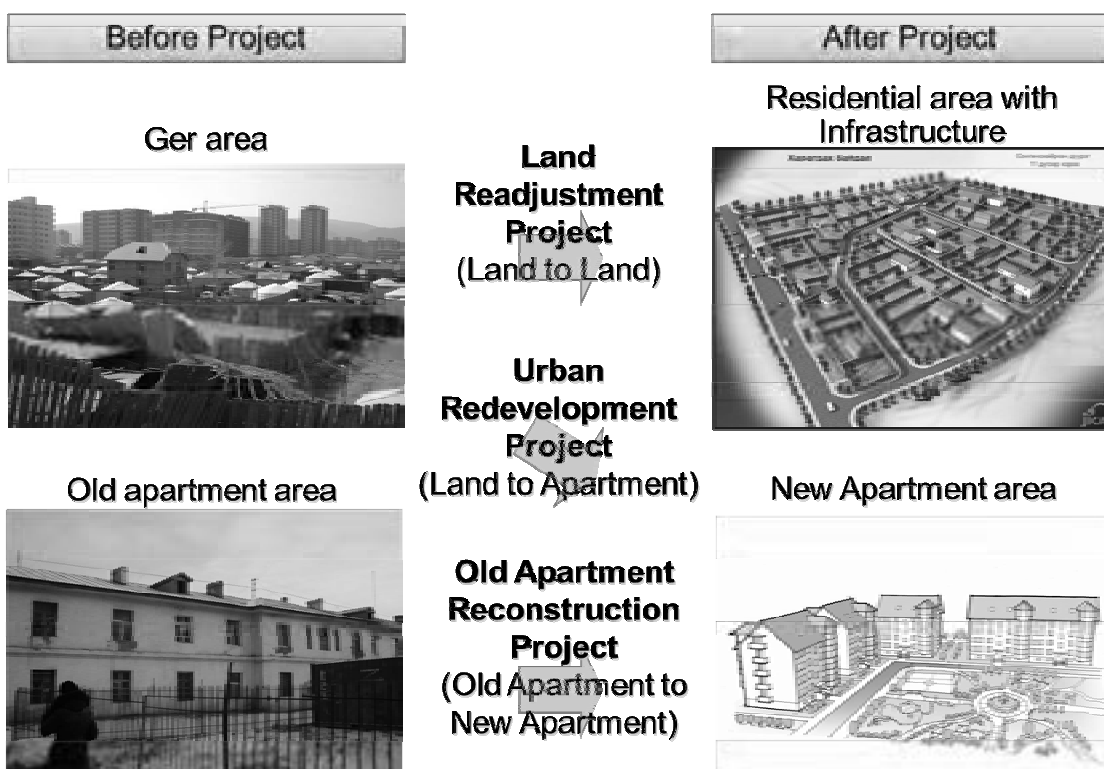 Before Project
After Project
Ger area
Residential area with
Infrastructure
Land
Readjustment
Project
(Land to Land)
Urban
Redevelopment
Project
(Land to Apartment)
Old apartment area
New Apartment area
Old Apartment
Reconstruction
Project
(Old Apartment to
New Apartment)